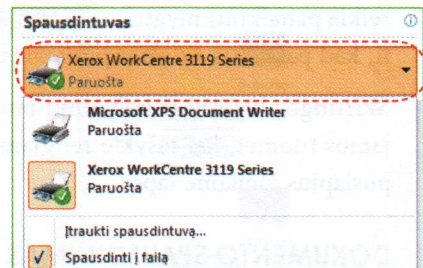 Spausdintuvas
Xerox WorkCentre 3119 Series
Paruošta
Microsoft XPS Document Writer
Paruošta
Xerox WorkCentre 3119 Series
Paruošta
Įtraukti spausdintuvą...
Spausdinti į failą